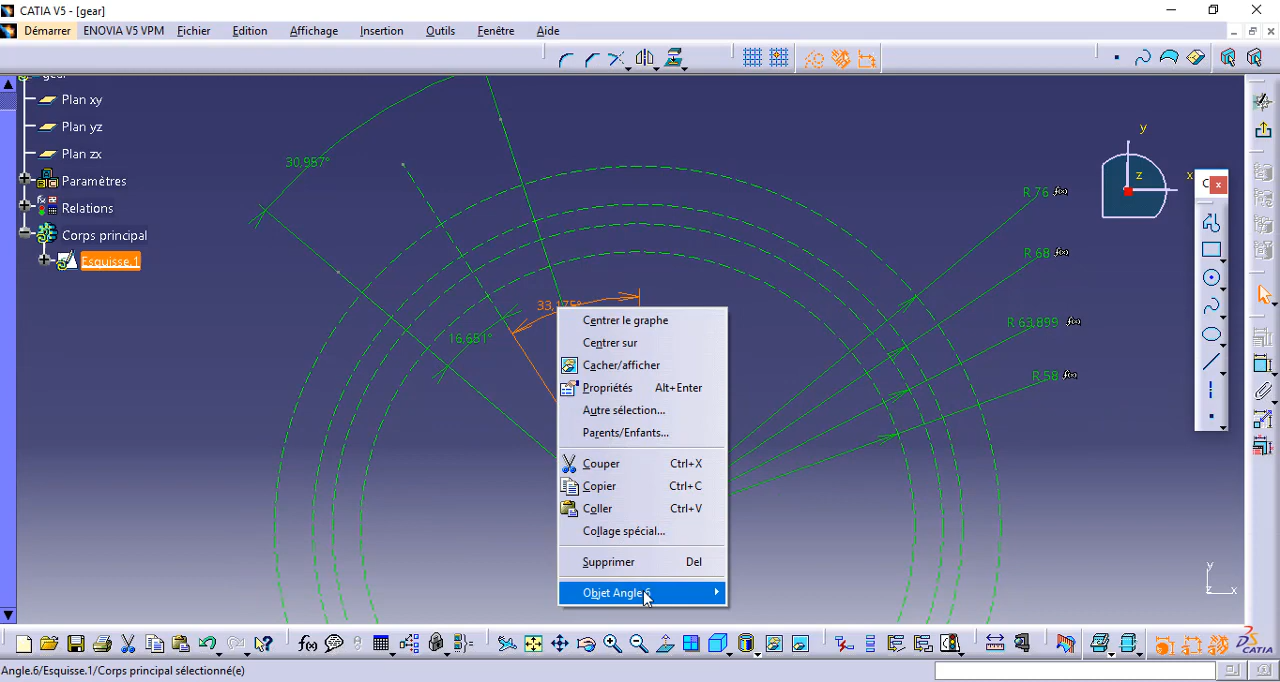 CATIA V5 - [gear]
Démarrer ENOVIA V5 VPM Fichier Edition Affichage Insertion Outils Fenêtre Aide
gear
Plan xy
Plan yz
Plan zx
Paramètres
Relations
Corps principal
Esquisse.1
30,957°
33,175°
16,681°
R 76 f(x)
R 68 f(x)
R 63,899 f(x)
R 58 f(x)
y
z
x
Centrer le graphe
Centrer sur
Cacher/afficher
Propriétés Alt+Enter
Autre sélection...
Parents/Enfants...
Couper Ctrl+X
Copier Ctrl+C
Coller Ctrl+V
Collage spécial...
Supprimer Del
Objet Angle.6
y
z
x
f(x)
DS CATIA
Angle.6/Esquisse.1/Corps principal sélectionné(e)